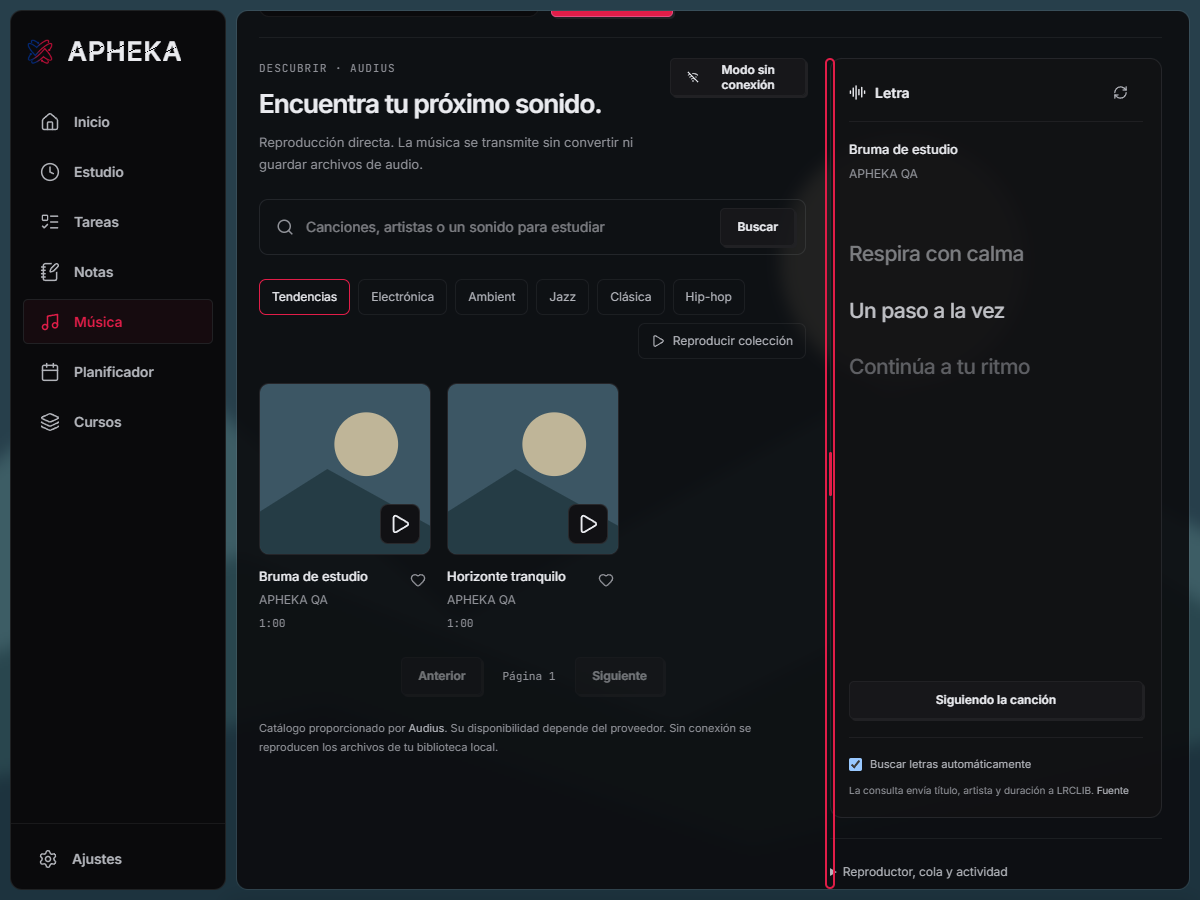 APHEKA
Inicio
Estudio
Tareas
Notas
Música
Planificador
Cursos
Ajustes
DESCUBRIR · AUDIUS
Encuentra tu próximo sonido.
Reproducción directa. La música se transmite sin convertir ni
guardar archivos de audio.
Modo sin
conexión
Canciones, artistas o un sonido para estudiar
Buscar
Tendencias
Electrónica
Ambient
Jazz
Clásica
Hip-hop
Reproducir colección
Bruma de estudio
APHEKA QA
1:00
Horizonte tranquilo
APHEKA QA
1:00
Anterior
Página 1
Siguiente
Catálogo proporcionado por Audius. Su disponibilidad depende del proveedor. Sin conexión se
reproducen los archivos de tu biblioteca local.
Letra
Bruma de estudio
APHEKA QA
Respira con calma
Un paso a la vez
Continúa a tu ritmo
Siguiendo la canción
Buscar letras automáticamente
La consulta envía título, artista y duración a LRCLIB. Fuente
Reproductor, cola y actividad